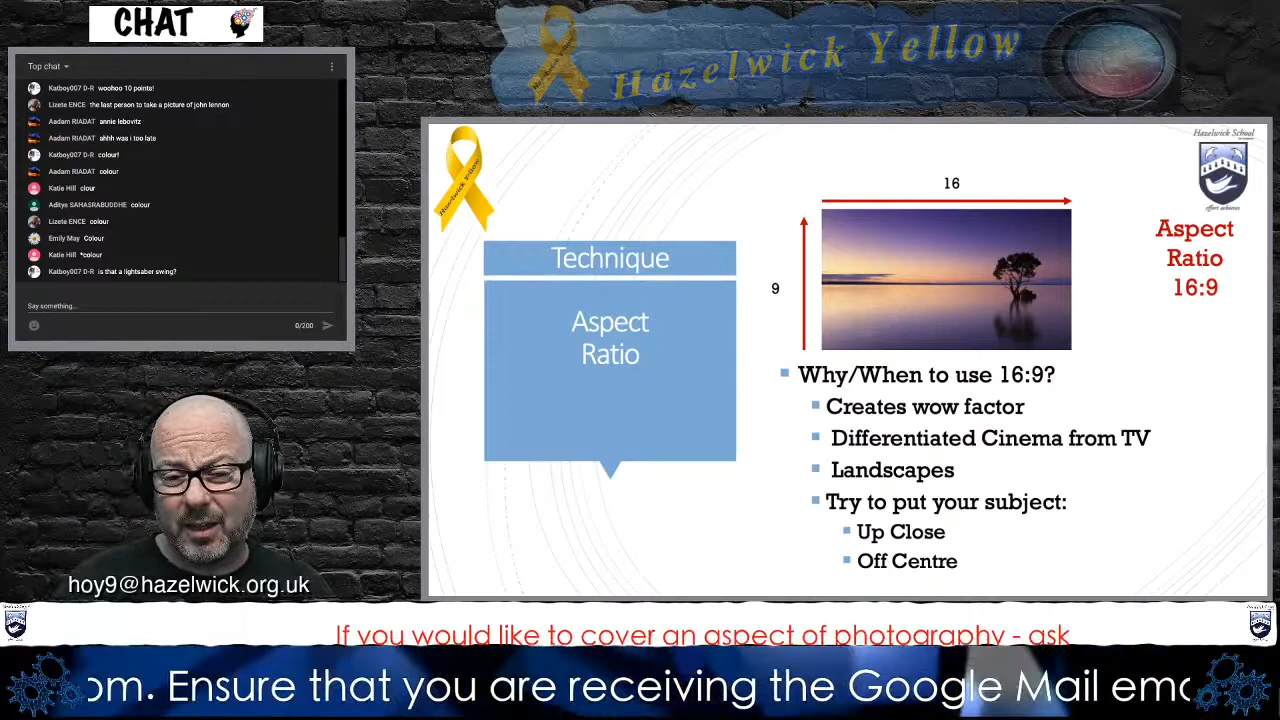 CHAT
Hazelwick Yellow
Top chat
Katboy007 D-R woohoo 10 points!
Lizete ENCE the last person to take a picture of john lennon
Aadam RIADAT annie lebovitz
Aadam RIADAT ahhh was i too late
Katboy007 D-R colour!
Aadam RIADAT colour
Katie Hill clour
Aditya SAHASRABUDDHE colour
Lizete ENCE colour
Emily May Colour
Katie Hill *colour
Katboy007 D-R is that a lightsaber swing?
Say something...
0/200
hoy9@hazelwick.org.uk
Hazelwick Yellow
Hazelwick School
effort achieves
Technique
Aspect
Ratio
16
9
Aspect
Ratio
16:9
Why/When to use 16:9?
Creates wow factor
Differentiated Cinema from TV
Landscapes
Try to put your subject:
Up Close
Off Centre
If you would like to cover an aspect of photography - ask
om. Ensure that you are receiving the Google Mail ema